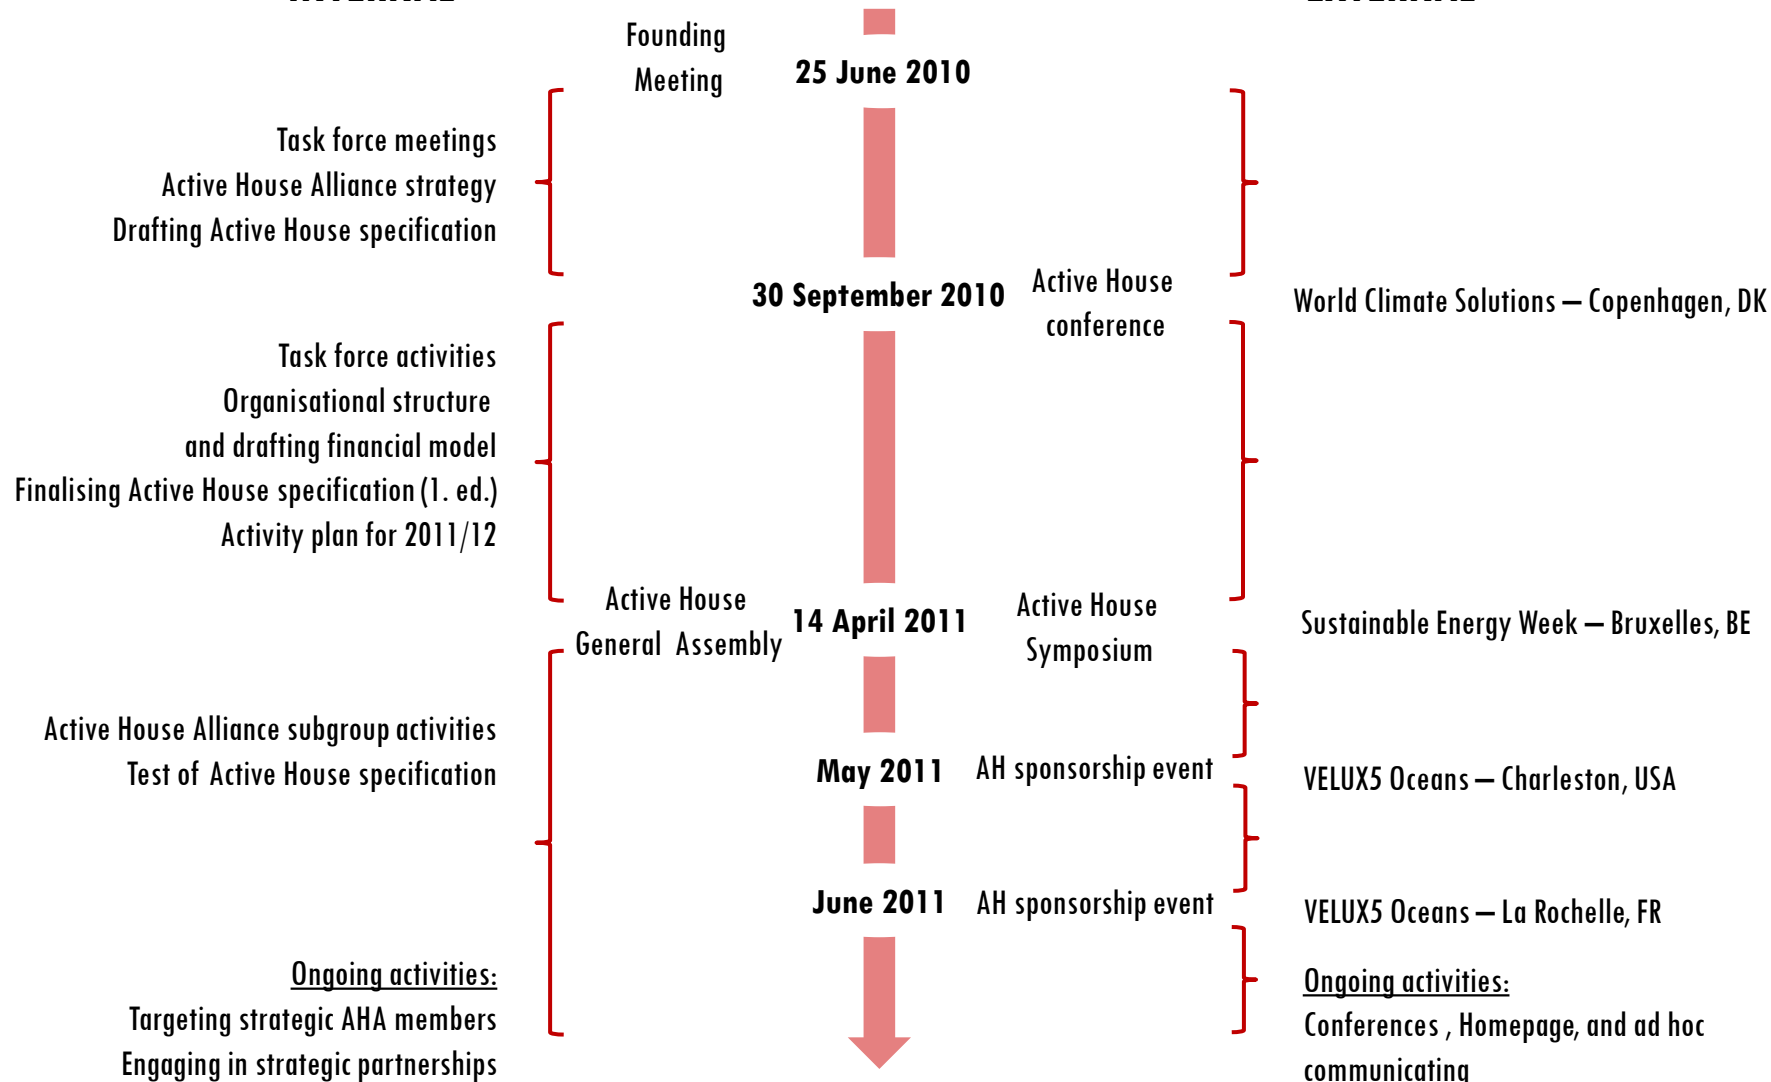 Founding
Meeting
25 June 2010
Task force meetings
Active House Alliance strategy
Drafting Active House specification
30 September 2010
Active House
conference
World Climate Solutions – Copenhagen, DK
Task force activities
Organisational structure
and drafting financial model
Finalising Active House specification (1. ed.)
Activity plan for 2011/12
Active House
General Assembly
14 April 2011
Active House
Symposium
Sustainable Energy Week – Bruxelles, BE
Active House Alliance subgroup activities
Test of Active House specification
May 2011
AH sponsorship event
VELUX5 Oceans – Charleston, USA
June 2011
AH sponsorship event
VELUX5 Oceans – La Rochelle, FR
Ongoing activities:
Targeting strategic AHA members
Engaging in strategic partnerships
Ongoing activities:
Conferences , Homepage, and ad hoc
communicating